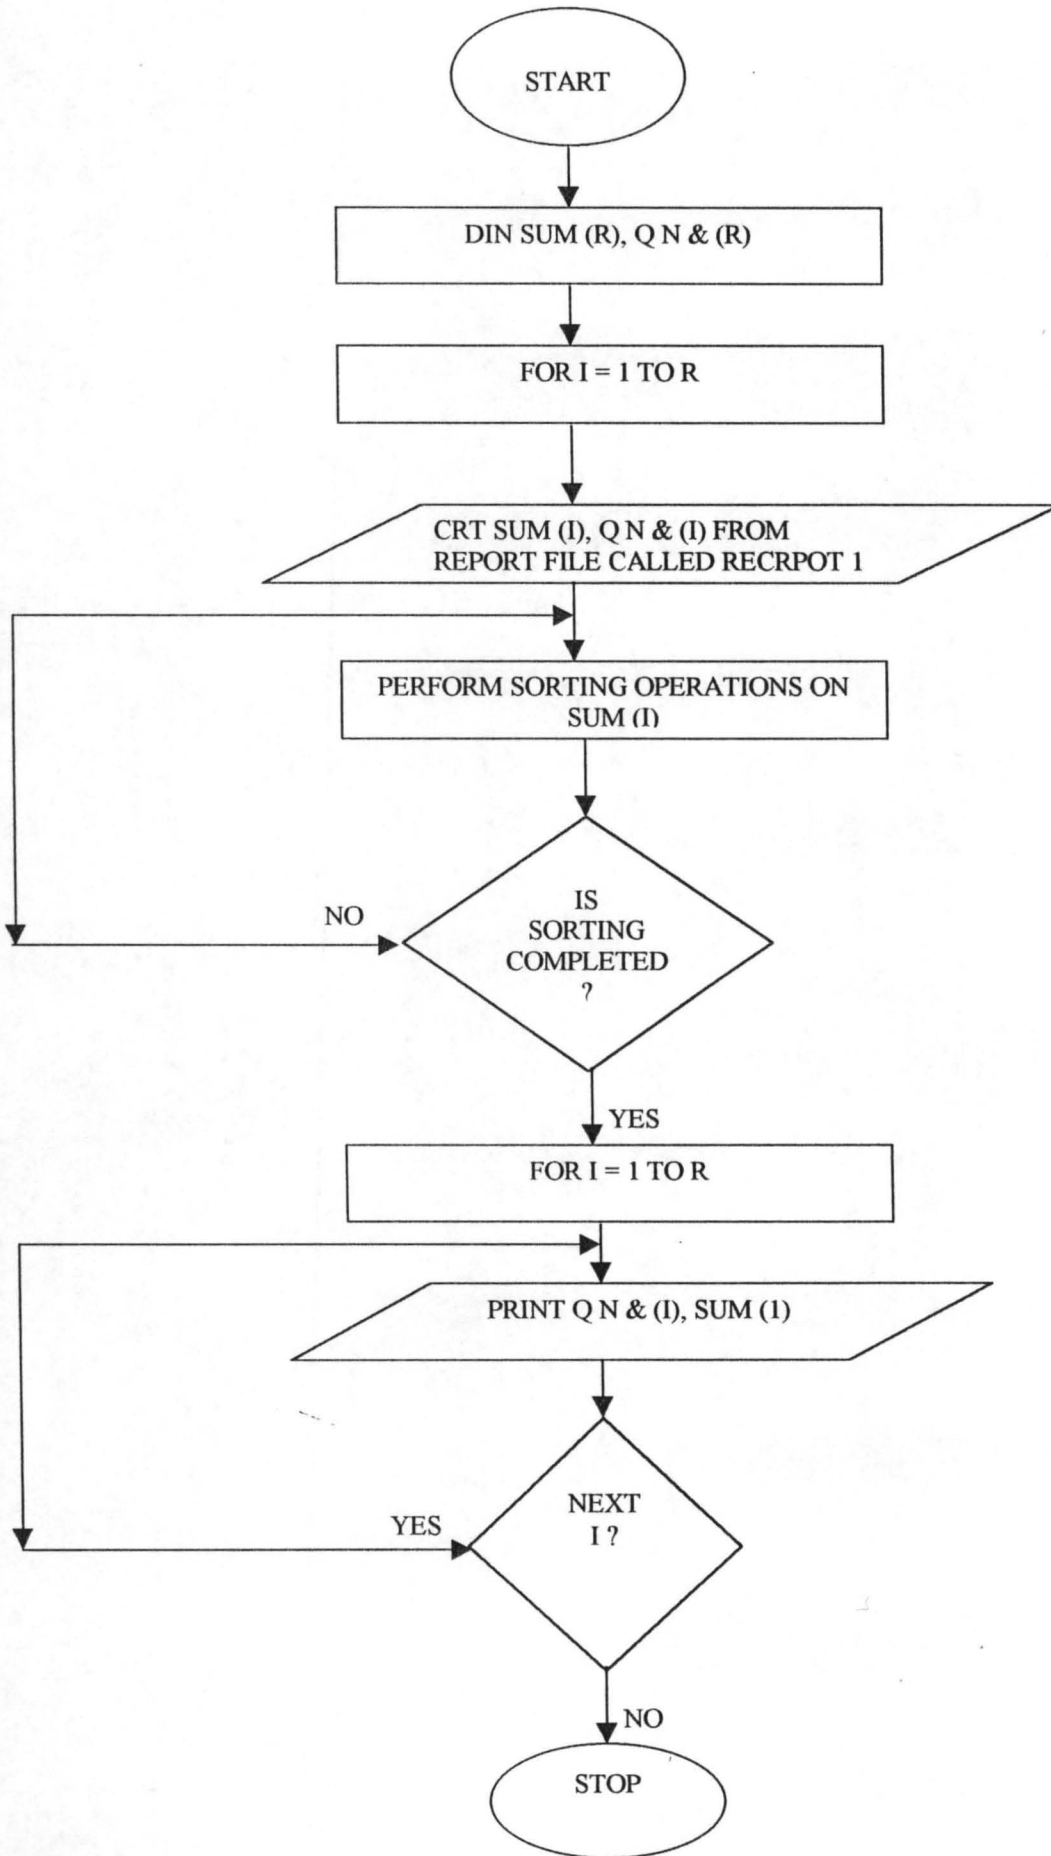 START
DIN SUM (R), Q N & (R)
FOR I = 1 TO R
CRT SUM (I), Q N & (I) FROM
REPORT FILE CALLED RECRPOT 1
PERFORM SORTING OPERATIONS ON
SUM (I)
IS
SORTING
COMPLETED
?
NO
YES
FOR I = 1 TO R
PRINT Q N & (I), SUM (1)
NEXT
I ?
YES
NO
STOP